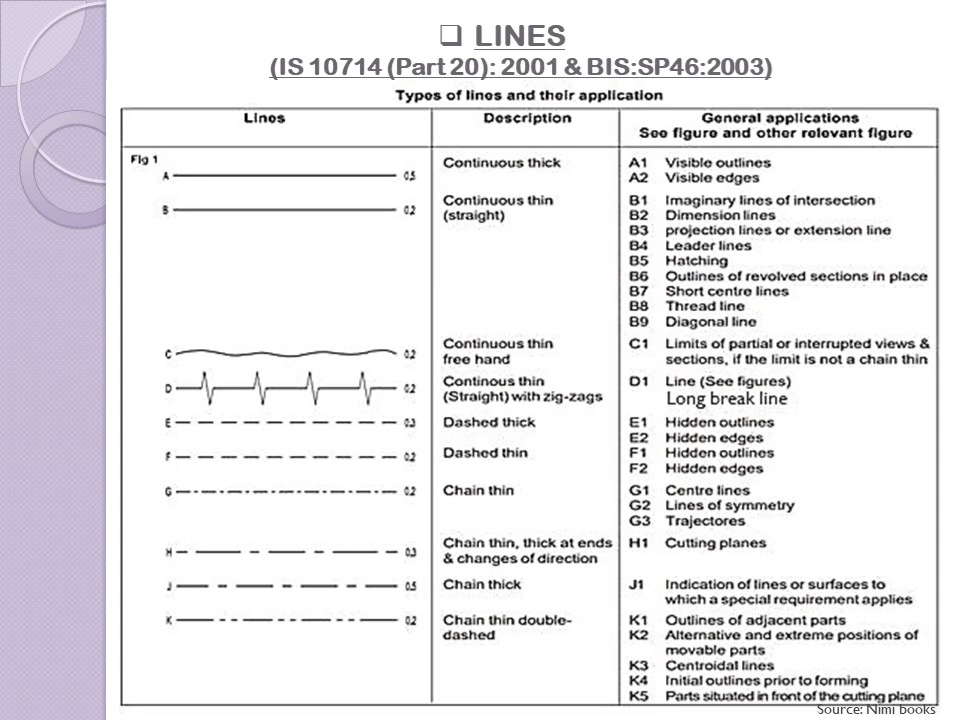 ❑ LINES
(IS 10714 (Part 20): 2001 & BIS:SP46:2003)
Types of lines and their application
Lines Description General applications
See figure and other relevant figure
Fig 1
A 0.5 Continuous thick A1 Visible outlines
A2 Visible edges
B 0.2 Continuous thin B1 Imaginary lines of intersection
(straight) B2 Dimension lines
B3 projection lines or extension line
B4 Leader lines
B5 Hatching
B6 Outlines of revolved sections in place
B7 Short centre lines
B8 Thread line
B9 Diagonal line
C 0.2 Continuous thin C1 Limits of partial or interrupted views &
free hand sections, if the limit is not a chain thin
D 0.2 Continous thin D1 Line (See figures)
(Straight) with zig-zags Long break line
E 0.3 Dashed thick E1 Hidden outlines
E2 Hidden edges
F 0.2 Dashed thin F1 Hidden outlines
F2 Hidden edges
G 0.2 Chain thin G1 Centre lines
G2 Lines of symmetry
G3 Trajectores
H 0.3 Chain thin, thick at ends H1 Cutting planes
& changes of direction
J 0.5 Chain thick J1 Indication of lines or surfaces to
which a special requirement applies
K 0.2 Chain thin double- K1 Outlines of adjacent parts
dashed K2 Alternative and extreme positions of
movable parts
K3 Centroidal lines
K4 Initial outlines prior to forming
K5 Parts situated in front of the cutting plane
Source: Nimi books